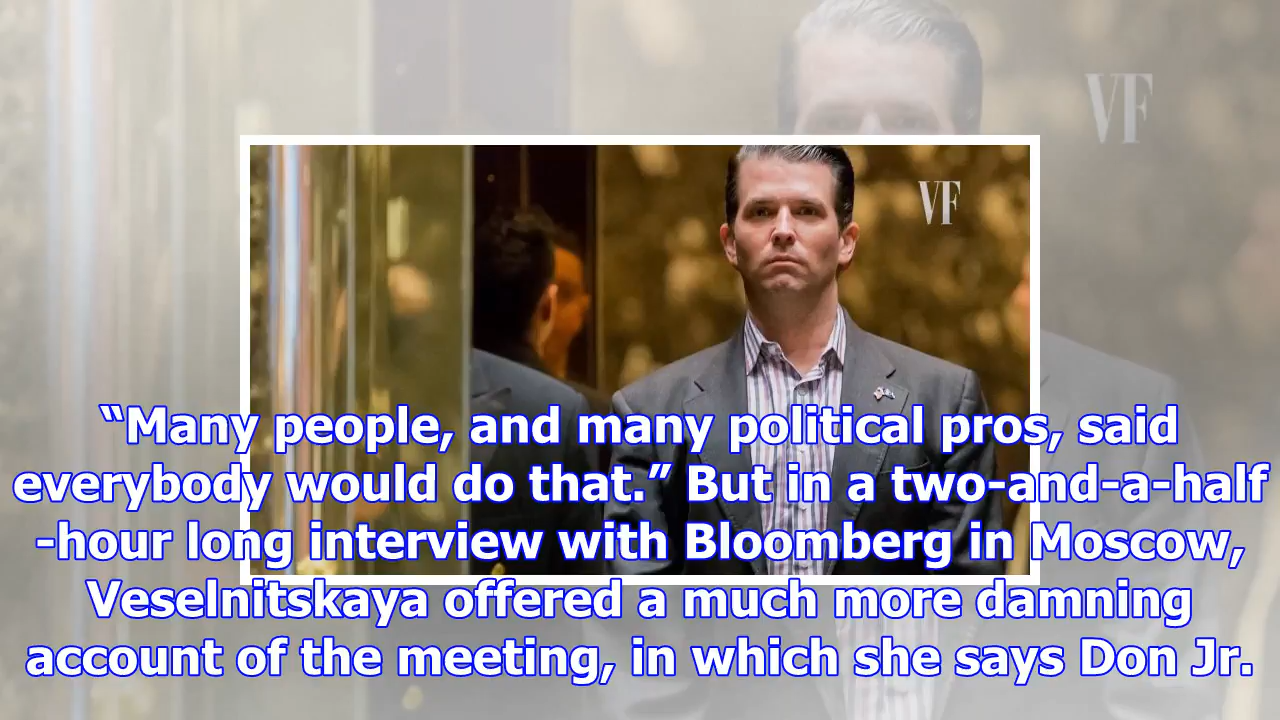 VF
VF
“Many people, and many political pros, said
everybody would do that.” But in a two-and-a-half
-hour long interview with Bloomberg in Moscow,
Veselnitskaya offered a much more damning
account of the meeting, in which she says Don Jr.